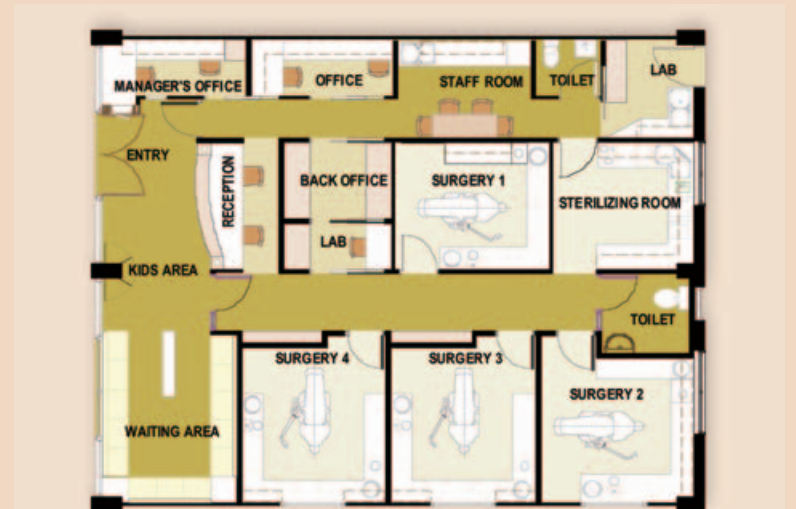 MANAGER'S OFFICE
OFFICE
STAFF ROOM
TOILET
LAB
ENTRY
RECEPTION
BACK OFFICE
SURGERY 1
STERILIZING ROOM
LAB
KIDS AREA
TOILET
SURGERY 4
SURGERY 3
SURGERY 2
WAITING AREA